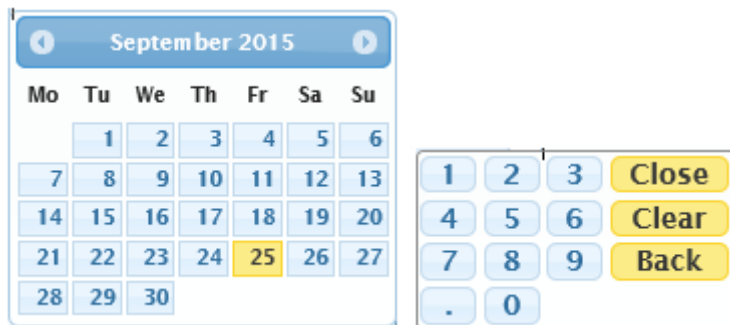 September 2015
Mo Tu We Th Fr Sa Su
1 2 3 4 5 6
7 8 9 10 11 12 13
14 15 16 17 18 19 20
21 22 23 24 25 26 27
28 29 30
1 2 3 Close
4 5 6 Clear
7 8 9 Back
. 0